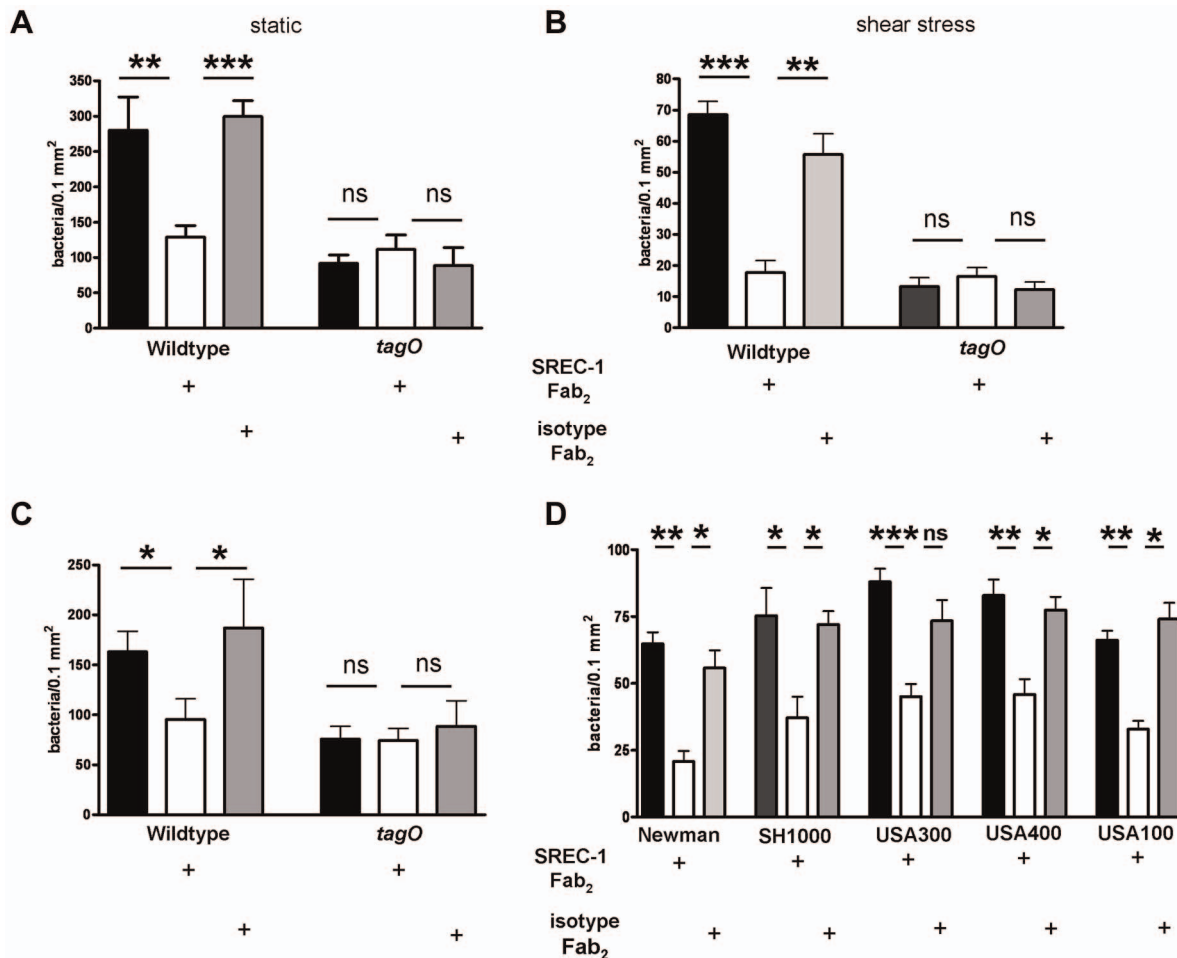 A
static
** ***
bacteria/0.1 mm²
350
300
250
200
150
100
50
0
ns ns
Wildtype tagO
+ +
+ +
B
shear stress
*** **
bacteria/0.1 mm²
80
70
60
50
40
30
20
10
0
ns ns
Wildtype tagO
SREC-1
Fab₂
+ +
isotype
Fab₂
+ +
C
* *
bacteria/0.1 mm²
250
200
150
100
50
0
ns ns
Wildtype tagO
+ +
+ +
D
** * * * *** ns ** * ** *
bacteria/0.1 mm²
100
75
50
25
0
Newman SH1000 USA300 USA400 USA100
SREC-1
Fab₂
+ + + + +
isotype
Fab₂
+ + + + +